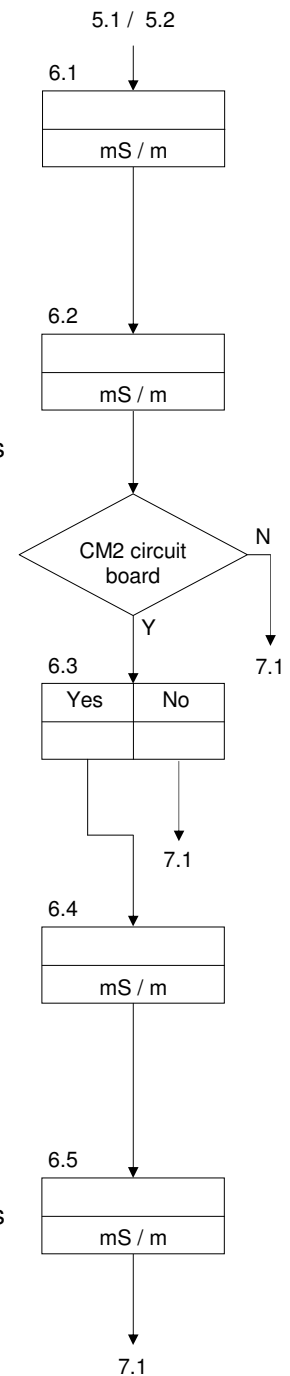 5.1 / 5.2
6.1
mS / m
6.2
mS / m
s
CM2 circuit
board
N
Y
7.1
6.3
Yes No
7.1
6.4
mS / m
6.5
s
mS / m
7.1